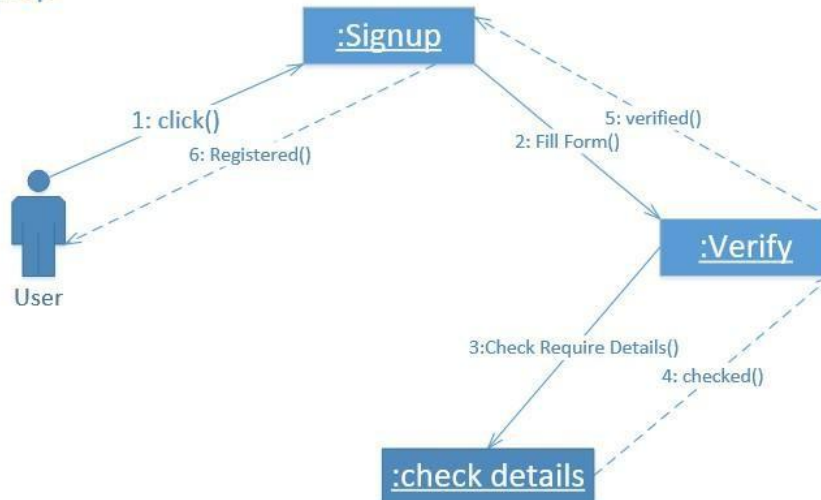 :Signup
1: click()
5: verified()
2: Fill Form()
6: Registered()
:Verify
User
3:Check Require Details()
4: checked()
:check details